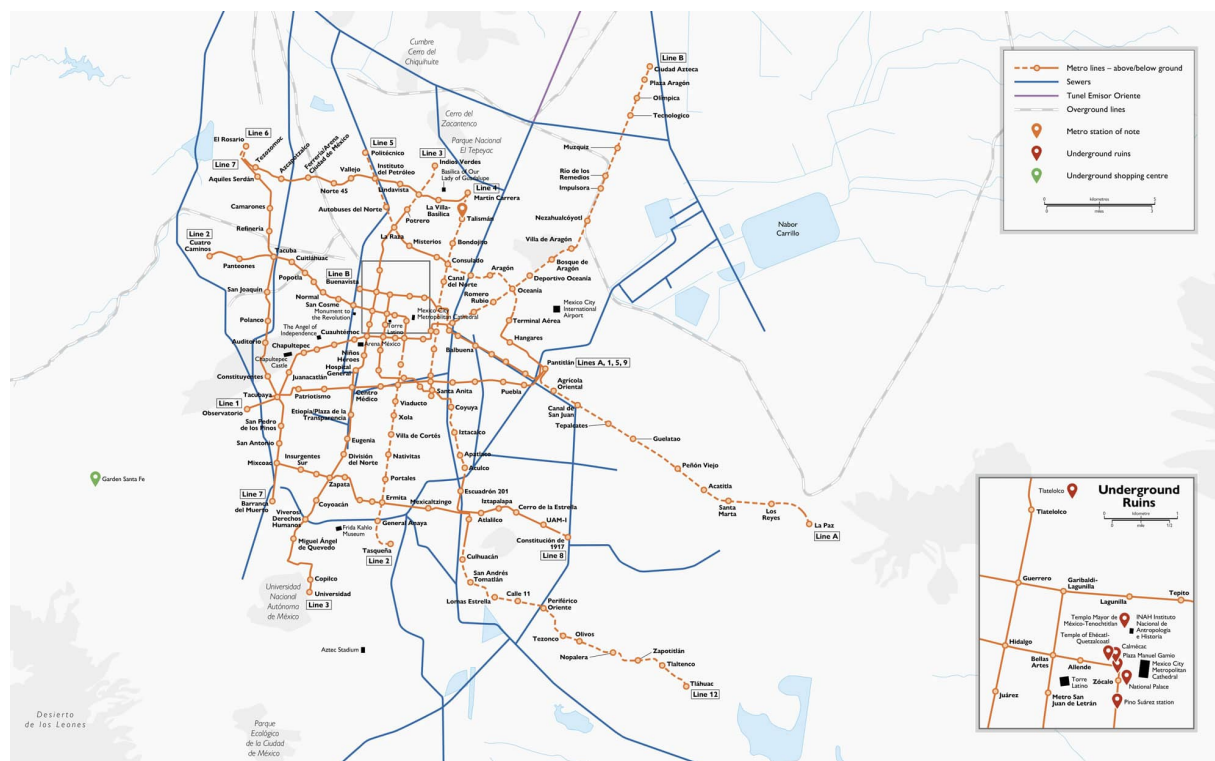 Cumbre
Cerro del
Chiquihuite
Line B
Ciudad Azteca
Plaza Aragón
Olímpica
Tecnologico
Muzquiz
Río de los
Remedios
Impulsora
Nezahualcóyotl
Villa de Aragón
Bosque de
Aragón
Deportivo Oceanía
Oceanía
Romero
Rubio
Aragón
Cerro del
Zacantenco
Parque Nacional
El Tepeyac
Line 6
El Rosario
Tezosomoc
Azcapotzalco
Ferrería/Arena
Ciudad de México
Line 7
Aquiles Serdán
Norte 45
Vallejo
Line 5
Politécnico
Instituto
del Petróleo
Lindavista
Autobuses del Norte
Line 3
Indios Verdes
Basilica of Our
Lady of Guadalupe
Line 4
Martín Carrera
La Villa-
Basílica
Talismán
Potrero
La Raza
Misterios
Bondojito
Consulado
Canal
del Norte
Camarones
Refinería
Line 2
Cuatro
Caminos
Panteones
Tacuba
Cuitláhuac
Popotla
Line B
Buenavista
Normal
San Cosme
Monument to
the Revolution
San Joaquín
Polanco
The Angel of
Independence
Cuauhtémoc
Torre
Latino
Mexico City
Metropolitan Cathedral
Mexico City
International
Airport
Terminal Aérea
Hangares
Auditorio
Chapultepec
Chapultepec
Castle
Arena México
Balbuena
Niños
Héroes
Hospital
General
Constituyentes
Juanacatlán
Pantitlán
Lines A, 1, 5, 9
Agrícola
Oriental
Tacubaya
Patriotismo
Centro
Médico
Santa Anita
Puebla
Line 1
Observatorio
Viaducto
Coyuya
Canal de
San Juan
Tepalcates
Guelatao
San Pedro
de los Pinos
Etiopía/Plaza de la
Transparencia
Xola
San Antonio
Eugenia
Villa de Cortés
Iztacalco
Mixcoac
Insurgentes
Sur
División
del Norte
Nativitas
Apatlaco
Aculco
Peñón Viejo
Zapata
Portales
Acatitla
Line 7
Barranca
del Muerto
Coyoacán
Ermita
Mexicaltzingo
Escuadrón 201
Iztapalapa
Cerro de la Estrella
Santa
Marta
Los
Reyes
La Paz
Line A
Viveros/
Derechos
Humanos
Frida Kahlo
Museum
General Anaya
Atlalilco
UAM-I
Miguel Ángel
de Quevedo
Tasqueña
Line 2
Constitución de
1917
Line 8
Culhuacán
Copilco
Universidad
Line 3
Universidad
Nacional
Autónoma
de México
San Andrés
Tomatlán
Lomas Estrella
Calle 11
Periférico
Oriente
Aztec Stadium
Tezonco
Olivos
Nopalera
Zapotitlán
Tlaltenco
Tláhuac
Line 12
Garden Santa Fe
Desierto
de los Leones
Parque
Ecológico
de la Ciudad
de México
Nabor
Carrillo
Metro lines – above/below ground
Sewers
Tunel Emisor Oriente
Overground lines
Metro station of note
Underground ruins
Underground shopping centre
0 kilometres 3
0 miles 3
Underground
Ruins
0 kilometre 1
0 mile 1/2
Tlatelolco
Tlatelolco
Guerrero
Garibaldi-
Lagunilla
Lagunilla
Tepito
Templo Mayor de
México-Tenochtitlan
INAH Instituto
Nacional de
Antropología
e Historia
Temple of Ehécatl-
Quetzalcoatl
Calmécac
Plaza Manuel Gamio
Hidalgo
Bellas
Artes
Allende
Mexico City
Metropolitan
Cathedral
Torre
Latino
Zócalo
National Palace
Juárez
Metro San
Juan de Letrán
Pino Suárez station